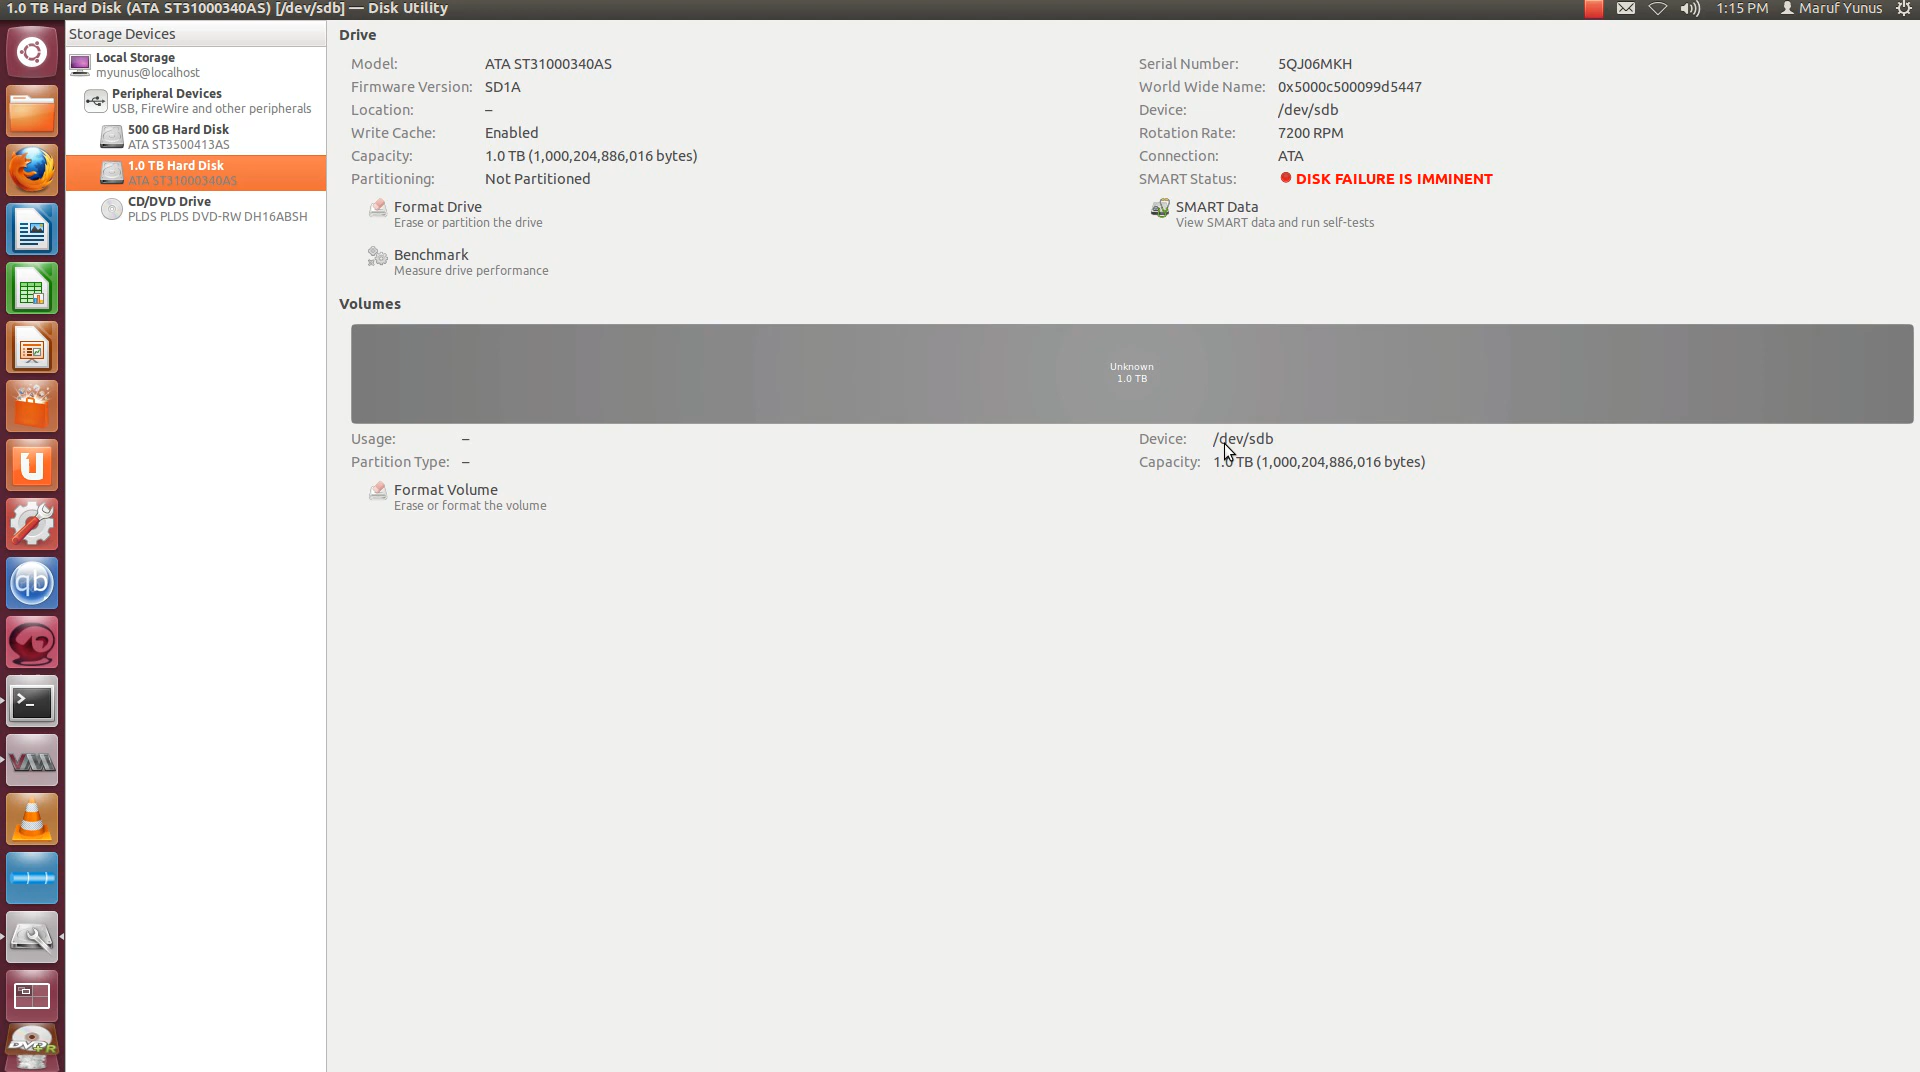 1.0 TB Hard Disk (ATA ST31000340AS) [/dev/sdb] — Disk Utility
1:15 PM Maruf Yunus
Storage Devices
Local Storage
myunus@localhost
Peripheral Devices
USB, FireWire and other peripherals
500 GB Hard Disk
ATA ST3500413AS
1.0 TB Hard Disk
ATA ST31000340AS
CD/DVD Drive
PLDS PLDS DVD-RW DH16ABSH
Drive
Model: ATA ST31000340AS
Firmware Version: SD1A
Location: –
Write Cache: Enabled
Capacity: 1.0 TB (1,000,204,886,016 bytes)
Partitioning: Not Partitioned
Format Drive
Erase or partition the drive
Benchmark
Measure drive performance
Serial Number: 5QJ06MKH
World Wide Name: 0x5000c500099d5447
Device: /dev/sdb
Rotation Rate: 7200 RPM
Connection: ATA
SMART Status: DISK FAILURE IS IMMINENT
SMART Data
View SMART data and run self-tests
Volumes
Unknown
1.0 TB
Usage: –
Partition Type: –
Format Volume
Erase or format the volume
Device: /dev/sdb
Capacity: 1.0 TB (1,000,204,886,016 bytes)